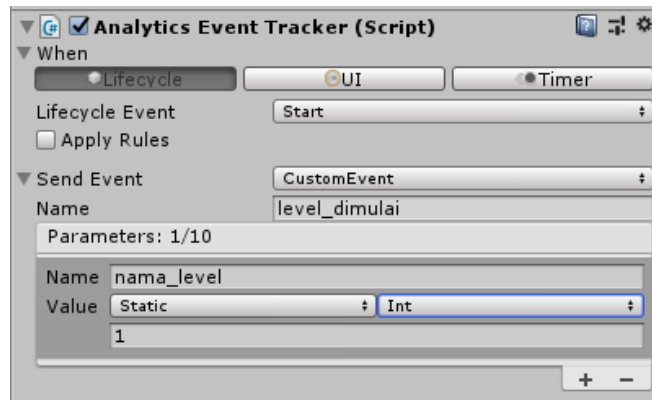 Analytics Event Tracker (Script)
When
Lifecycle UI Timer
Lifecycle Event Start
Apply Rules
Send Event CustomEvent
Name level_dimulai
Parameters: 1/10
Name nama_level
Value Static Int
1
+ −